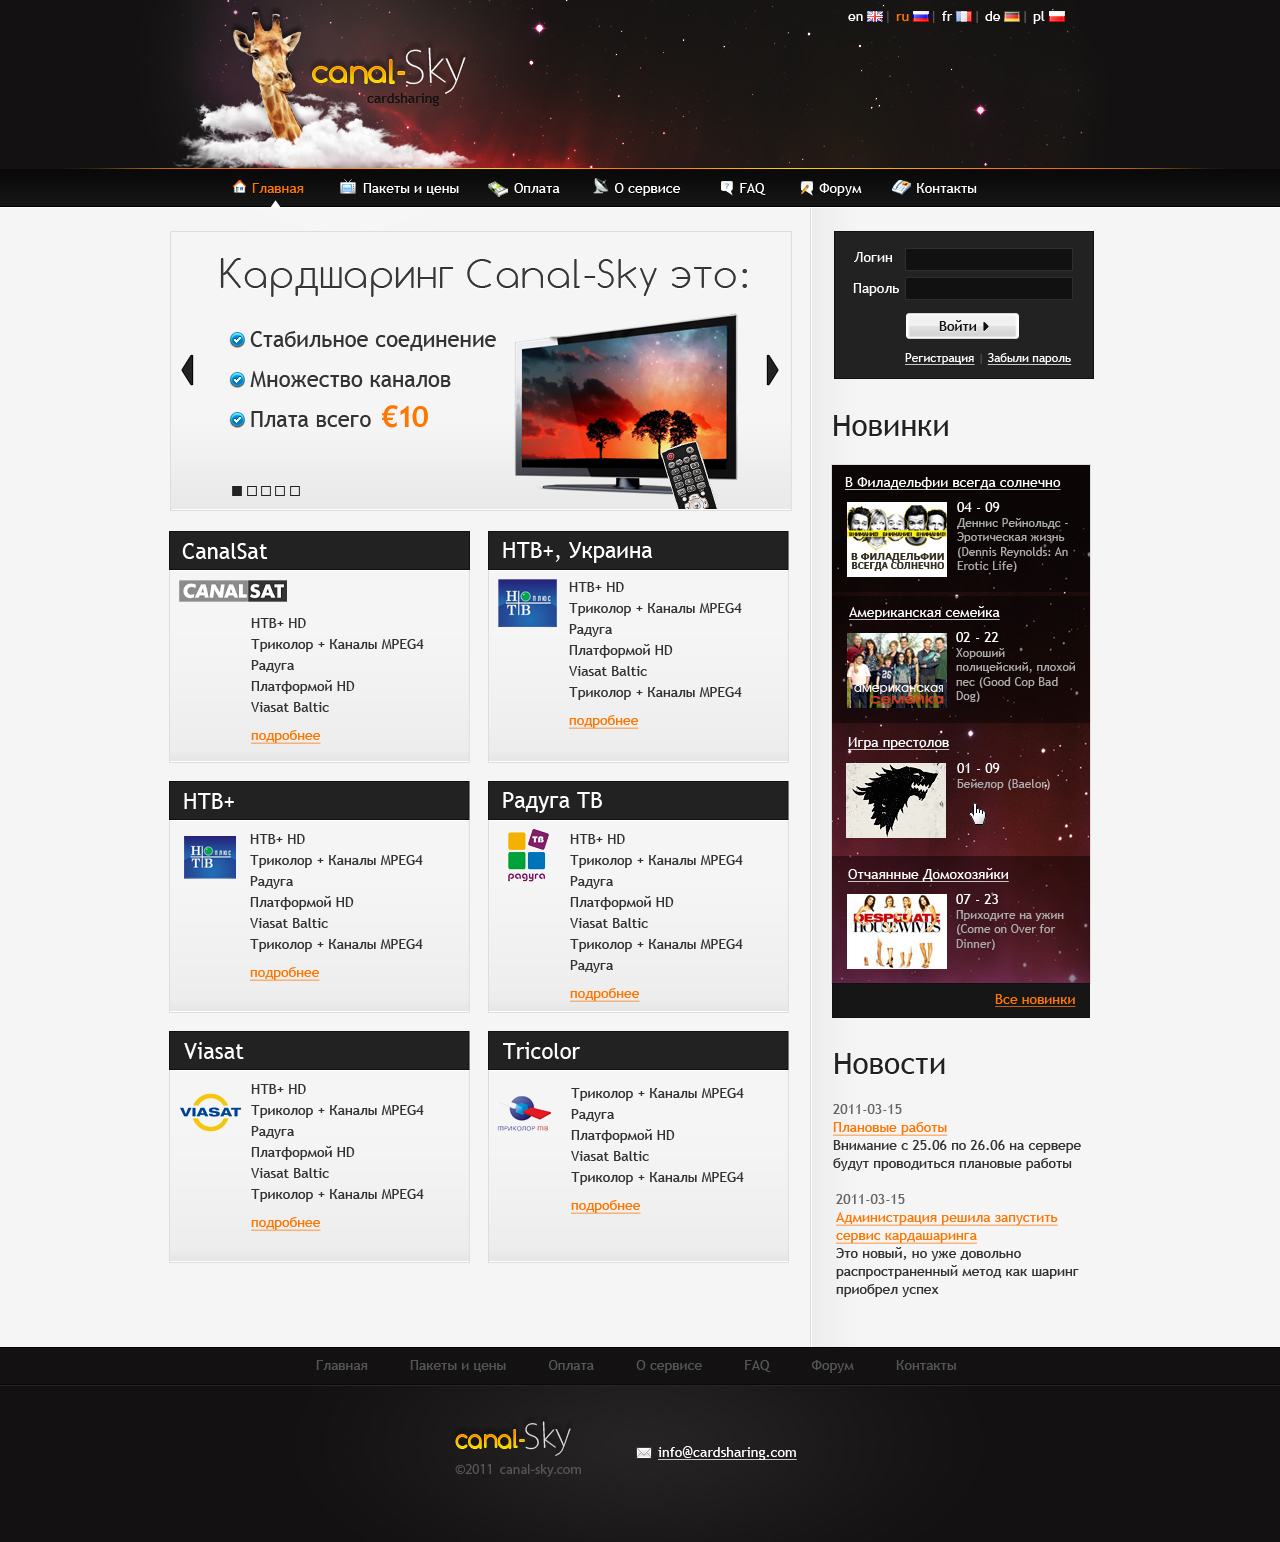 en | ru | fr | de | pl
canal-Sky
cardsharing
Главная Пакеты и цены Оплата О сервисе FAQ Форум Контакты
Кардшаринг Canal-Sky это:
Стабильное соединение
Множество каналов
Плата всего €10
Логин
Пароль
Войти
Регистрация | Забыли пароль
CanalSat
CANALSAT
НТВ+ HD
Триколор + Каналы MPEG4
Радуга
Платформой HD
Viasat Baltic
подробнее
НТВ+, Украина
НТВ ПЛЮС
НТВ+ HD
Триколор + Каналы MPEG4
Радуга
Платформой HD
Viasat Baltic
Триколор + Каналы MPEG4
подробнее
НТВ+
НТВ ПЛЮС
НТВ+ HD
Триколор + Каналы MPEG4
Радуга
Платформой HD
Viasat Baltic
Триколор + Каналы MPEG4
подробнее
Радуга ТВ
ТВ
радуга
НТВ+ HD
Триколор + Каналы MPEG4
Радуга
Платформой HD
Viasat Baltic
Триколор + Каналы MPEG4
Радуга
подробнее
Viasat
VIASAT
НТВ+ HD
Триколор + Каналы MPEG4
Радуга
Платформой HD
Viasat Baltic
Триколор + Каналы MPEG4
подробнее
Tricolor
ТРИКОЛОР ТВ
Триколор + Каналы MPEG4
Радуга
Платформой HD
Viasat Baltic
Триколор + Каналы MPEG4
подробнее
Новинки
В Филадельфии всегда солнечно
ВНИМАНИЕ! ВНИМАНИЕ! ВНИМАНИЕ!
В ФИЛАДЕЛЬФИИ
ВСЕГДА СОЛНЕЧНО
04 - 09
Деннис Рейнольдс -
Эротическая жизнь
(Dennis Reynolds: An
Erotic Life)
Американская семейка
26
американская
семейка
02 - 22
Хороший
полицейский, плохой
пес (Good Cop Bad
Dog)
Игра престолов
01 - 09
Бейелор (Baelor)
Отчаянные Домохозяйки
DESPERATE
HOUSEWIVES
07 - 23
Приходите на ужин
(Come on Over for
Dinner)
Все новинки
Новости
2011-03-15
Плановые работы
Внимание с 25.06 по 26.06 на сервере
будут проводиться плановые работы
2011-03-15
Администрация решила запустить
сервис кардашаринга
Это новый, но уже довольно
распространенный метод как шаринг
приобрел успех
Главная Пакеты и цены Оплата О сервисе FAQ Форум Контакты
canal-Sky
©2011 canal-sky.com
info@cardsharing.com